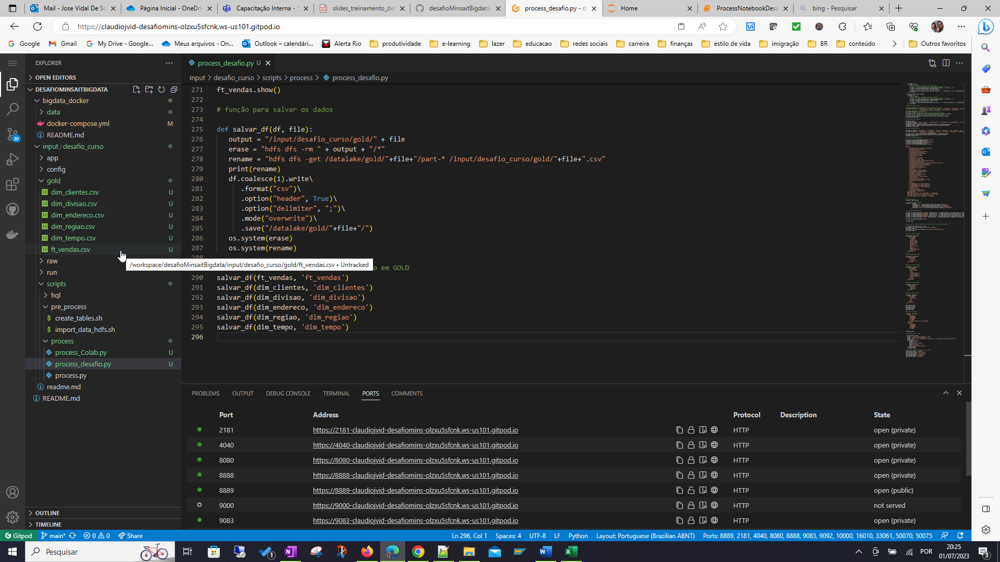 Mail - Jose Vidal De Sc
Página Inicial - OneDri
Capacitação Interna - S
slides_treinamento_de
desafioMinsaitBigdata
process_desafio.py - d
Home
ProcessNotebookDesa
bing - Pesquisar
https://claudiojvid-desafiomins-olzxu5sfcnk.ws-us101.gitpod.io
Google
Gmail
My Drive - Google...
Meus arquivos - On...
Outlook – calendári...
Alerta Rio
produtividade
e-learning
lazer
educacao
redes sociais
carreira
finanças
estilo de vida
imigração
BR
conteúdo
Outros favoritos
EXPLORER
OPEN EDITORS
DESAFIOMINSAITBIGDATA
bigdata_docker
data
docker-compose.yml M
README.md
input/desafio_curso
app
config
gold
dim_clientes.csv U
dim_divisao.csv U
dim_endereco.csv U
dim_regiao.csv U
dim_tempo.csv U
ft_vendas.csv U
raw
run
scripts
hql
pre_process
$ create_tables.sh
$ import_data_hdfs.sh
process
process_Colab.py U
process_desafio.py U
process.py
readme.md
README.md
OUTLINE
TIMELINE
30
process_desafio.py U
input > desafio_curso > scripts > process > process_desafio.py
271 ft_vendas.show()
272
273 # função para salvar os dados
274
275 def salvar_df(df, file):
276 output = "/input/desafio_curso/gold/" + file
277 erase = "hdfs dfs -rm " + output + "/*"
278 rename = "hdfs dfs -get /datalake/gold/"+file+"/part-* /input/desafio_curso/gold/"+file+".csv"
279 print(rename)
280 df.coalesce(1).write\
281 .format("csv")\
282 .option("header", True)\
283 .option("delimiter", ";")\
284 .mode("overwrite")\
285 .save("/datalake/gold/"+file+"/")
286 os.system(erase)
287 os.system(rename)
288
/workspace/desafioMinsaitBigdata/input/desafio_curso/gold/ft_vendas.csv • Untracked
o em GOLD
290 salvar_df(ft_vendas, 'ft_vendas')
291 salvar_df(dim_clientes, 'dim_clientes')
292 salvar_df(dim_divisao, 'dim_divisao')
293 salvar_df(dim_endereco, 'dim_endereco')
294 salvar_df(dim_regiao, 'dim_regiao')
295 salvar_df(dim_tempo, 'dim_tempo')
296
PROBLEMS OUTPUT DEBUG CONSOLE TERMINAL PORTS COMMENTS
Port Address Protocol Description State
2181 https://2181-claudiojvid-desafiomins-olzxu5sfcnk.ws-us101.gitpod.io HTTP open (private)
4040 https://4040-claudiojvid-desafiomins-olzxu5sfcnk.ws-us101.gitpod.io HTTP open (private)
8080 https://8080-claudiojvid-desafiomins-olzxu5sfcnk.ws-us101.gitpod.io HTTP open (private)
8888 https://8888-claudiojvid-desafiomins-olzxu5sfcnk.ws-us101.gitpod.io HTTP open (private)
8889 https://8889-claudiojvid-desafiomins-olzxu5sfcnk.ws-us101.gitpod.io HTTP open (public)
9000 https://9000-claudiojvid-desafiomins-olzxu5sfcnk.ws-us101.gitpod.io HTTP not served
9083 https://9083-claudiojvid-desafiomins-olzxu5sfcnk.ws-us101.gitpod.io HTTP open (private)
Gitpod main* 0 0 Share
Ln 296, Col 1 Spaces: 4 UTF-8 LF Python Layout: Portuguese (Brazilian ABNT) Ports: 8889, 2181, 4040, 8080, 8888, 9083, 9092, 10000, 16010, 33061, 50070, 50075
Pesquisar
1
POR
20:25
01/07/2023
3